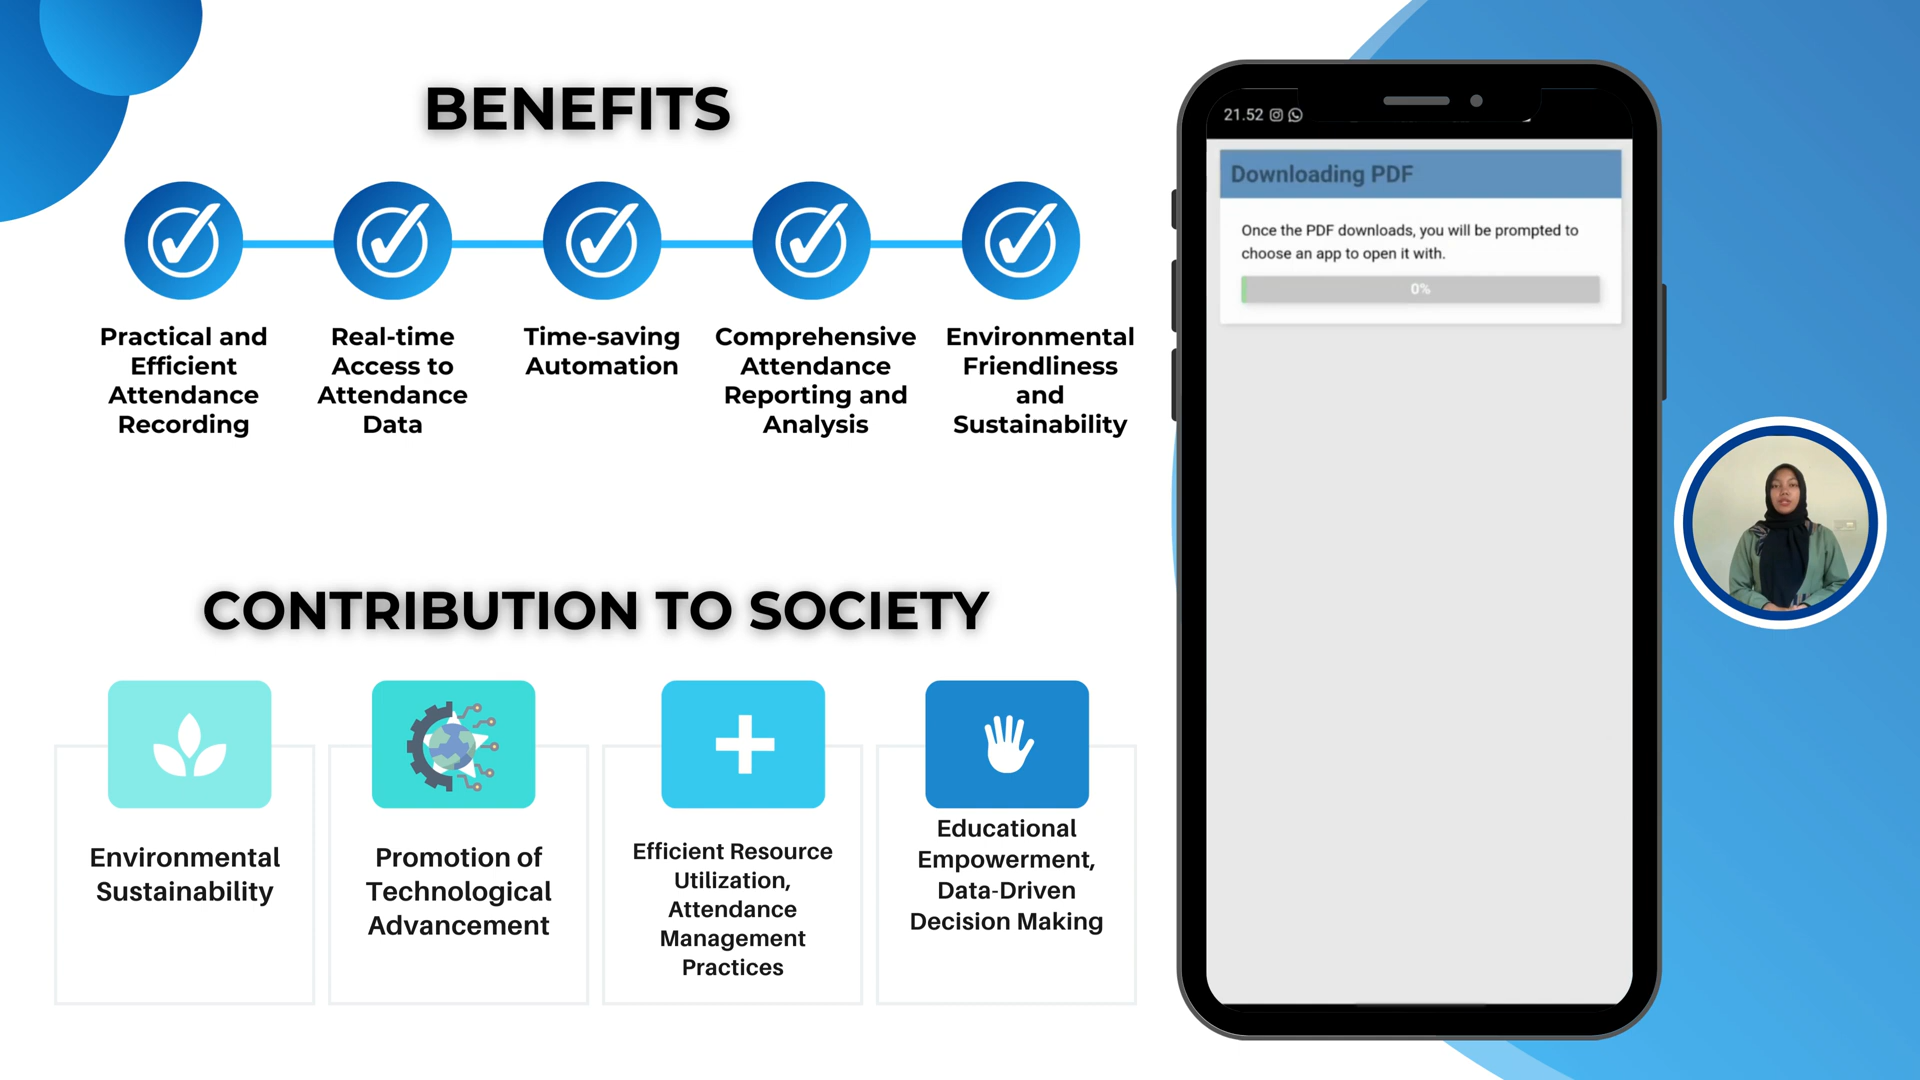 BENEFITS
Practical and
Efficient
Attendance
Recording
Real-time
Access to
Attendance
Data
Time-saving
Automation
Comprehensive
Attendance
Reporting and
Analysis
Environmental
Friendliness
and
Sustainability
CONTRIBUTION TO SOCIETY
Environmental
Sustainability
Promotion of
Technological
Advancement
Efficient Resource
Utilization,
Attendance
Management
Practices
Educational
Empowerment,
Data-Driven
Decision Making
21.52
Downloading PDF
Once the PDF downloads, you will be prompted to
choose an app to open it with.
0%